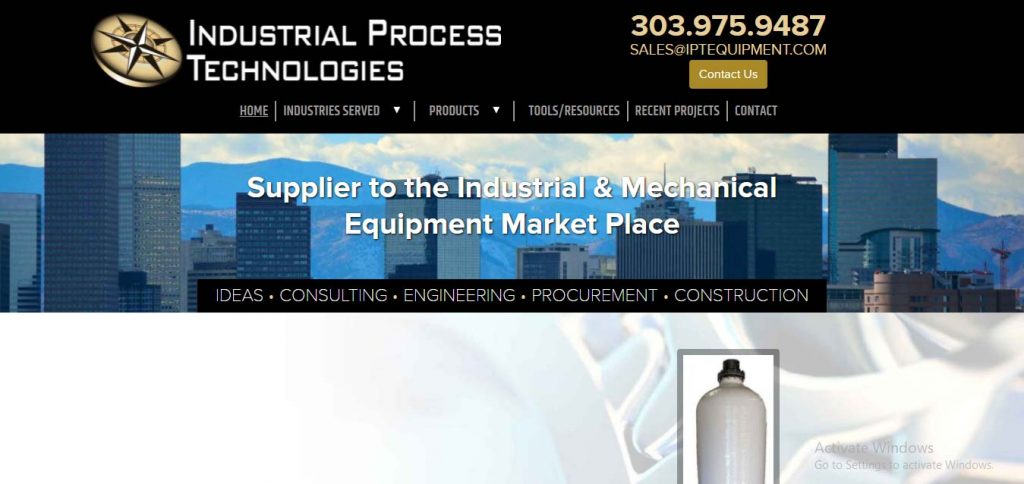 INDUSTRIAL PROCESS
TECHNOLOGIES
303.975.9487
SALES@IPTEQUIPMENT.COM
Contact Us
HOME
INDUSTRIES SERVED ▼
PRODUCTS ▼
TOOLS/RESOURCES
RECENT PROJECTS
CONTACT
Supplier to the Industrial & Mechanical
Equipment Market Place
IDEAS • CONSULTING • ENGINEERING • PROCUREMENT • CONSTRUCTION
Activate Windows
Go to Settings to activate Windows.